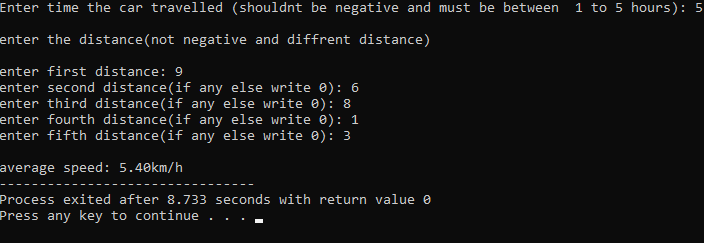 Enter time the car travelled (shouldnt be negative and must be between  1 to 5 hours): 5
enter the distance(not negative and diffrent distance)
enter first distance: 9
enter second distance(if any else write 0): 6
enter third distance(if any else write 0): 8
enter fourth distance(if any else write 0): 1
enter fifth distance(if any else write 0): 3
average speed: 5.40km/h
--------------------------------
Process exited after 8.733 seconds with return value 0
Press any key to continue . . .